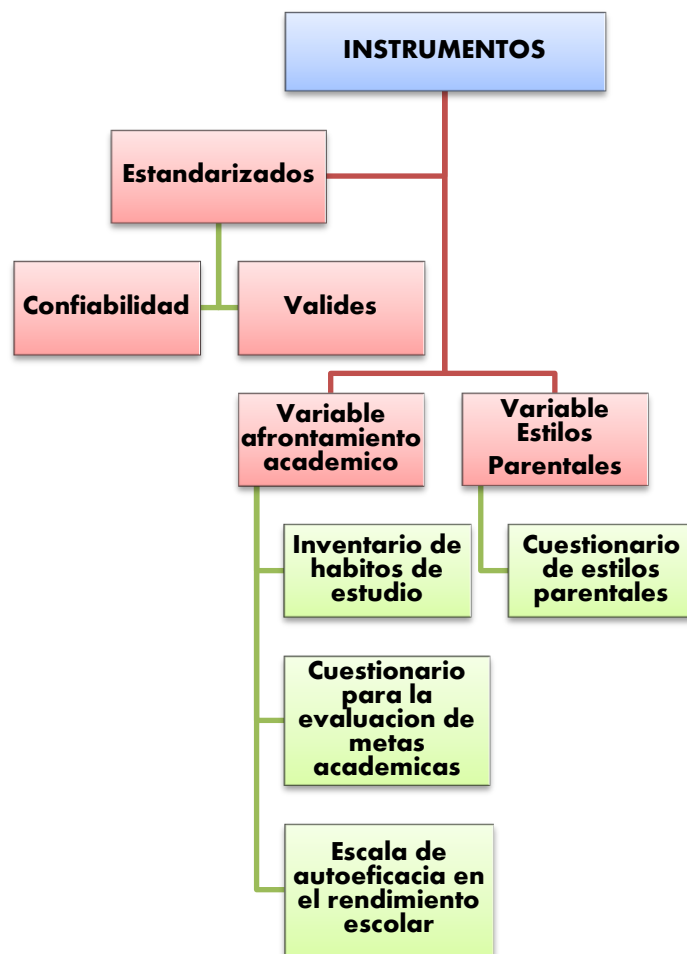 INSTRUMENTOS
Estandarizados
Confiabilidad
Valides
Variable
afrontamiento
academico
Variable
Estilos
Parentales
Inventario de
habitos de
estudio
Cuestionario
de estilos
parentales
Cuestionario
para la
evaluacion de
metas
academicas
Escala de
autoeficacia en
el rendimiento
escolar